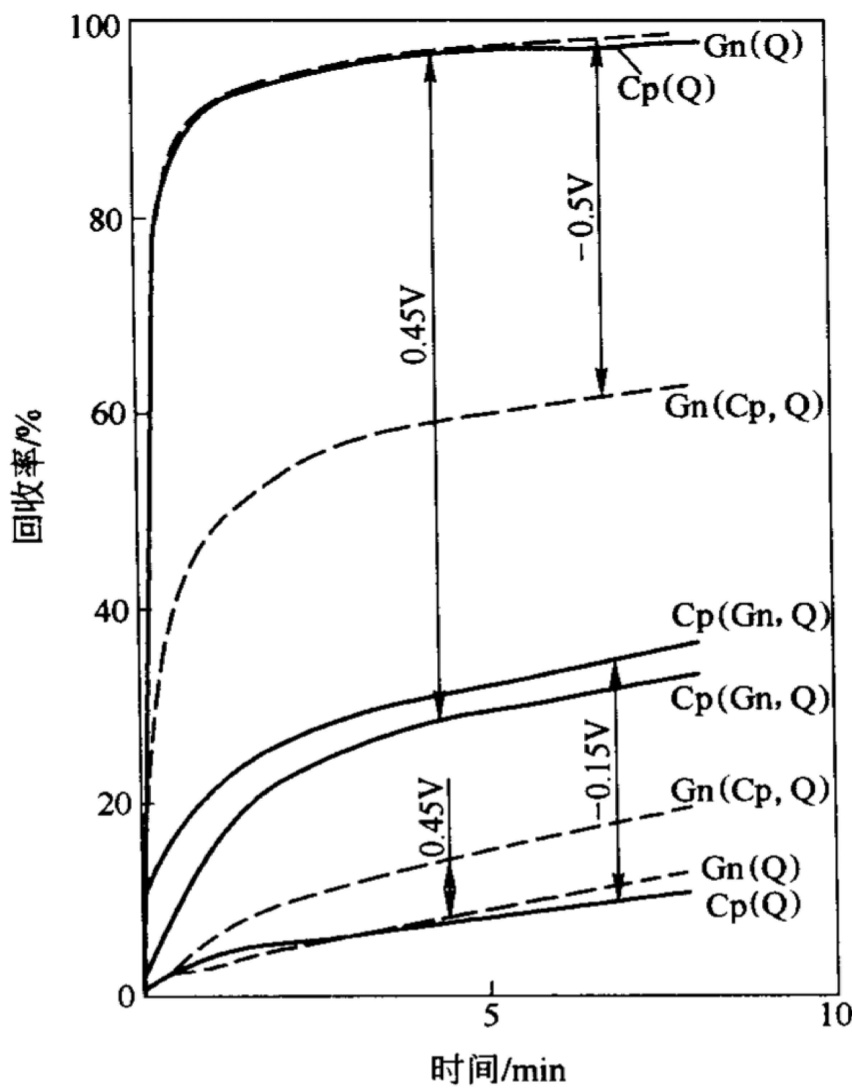 100
80
60
40
20
0
5
10
回收率/%
时间/min
Gn(Q)
Cp(Q)
-0.5V
0.45V
Gn(Cp, Q)
Cp(Gn, Q)
Cp(Gn, Q)
-0.15V
Gn(Cp, Q)
0.45V
Gn(Q)
Cp(Q)